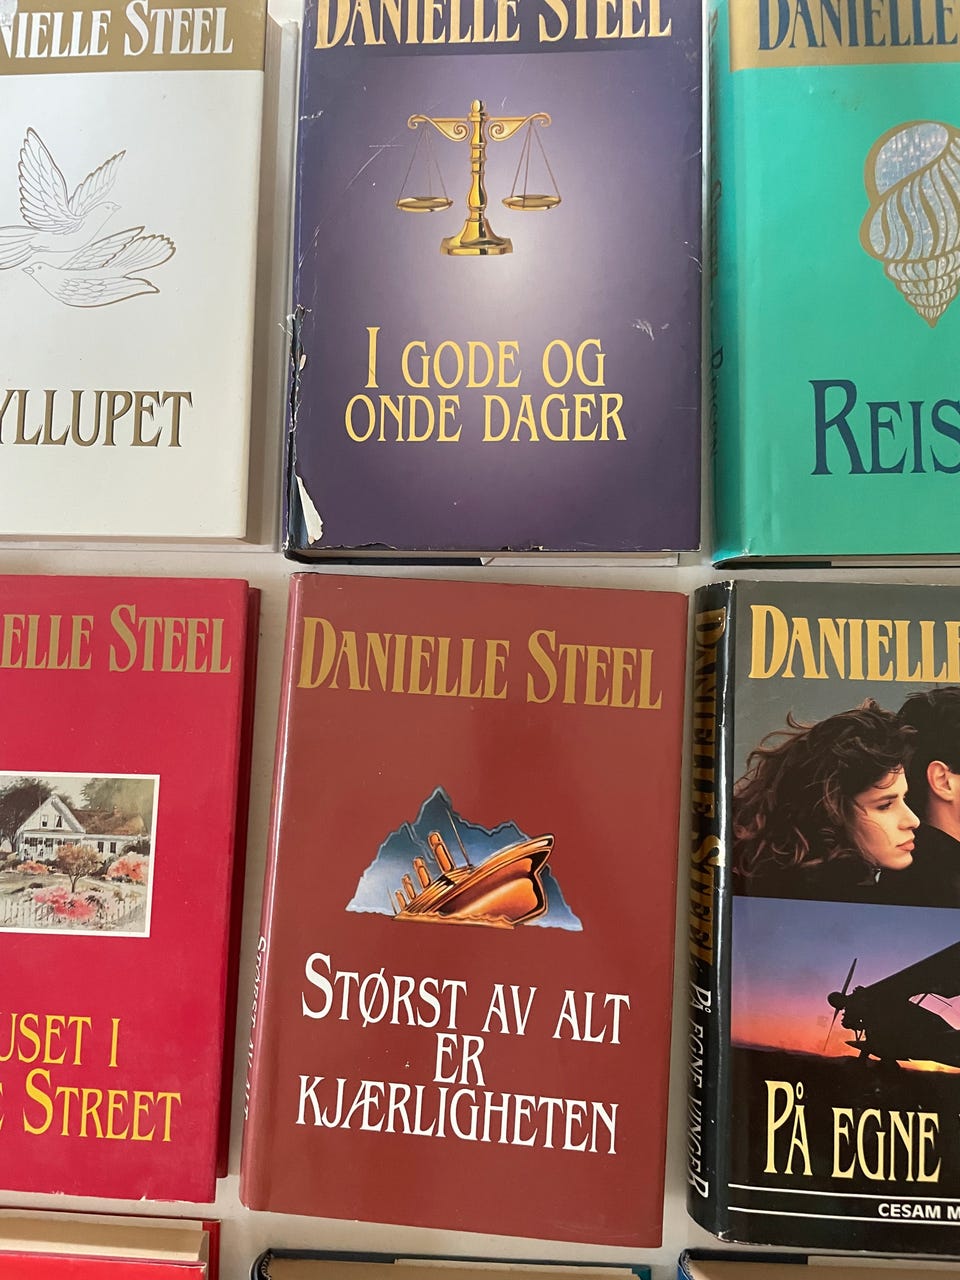 NIELLE STEEL
YLLUPET
DANIELLE STEEL
I GODE OG
ONDE DAGER
DANIELLE
REIS
ELLE STEEL
USET I
E STREET
DANIELLE STEEL
STØRST AV ALT
ER
KJÆRLIGHETEN
DANIELLE STEEL PÅ EGNE VINGER
DANIELLE
PÅ EGNE
CESAM M